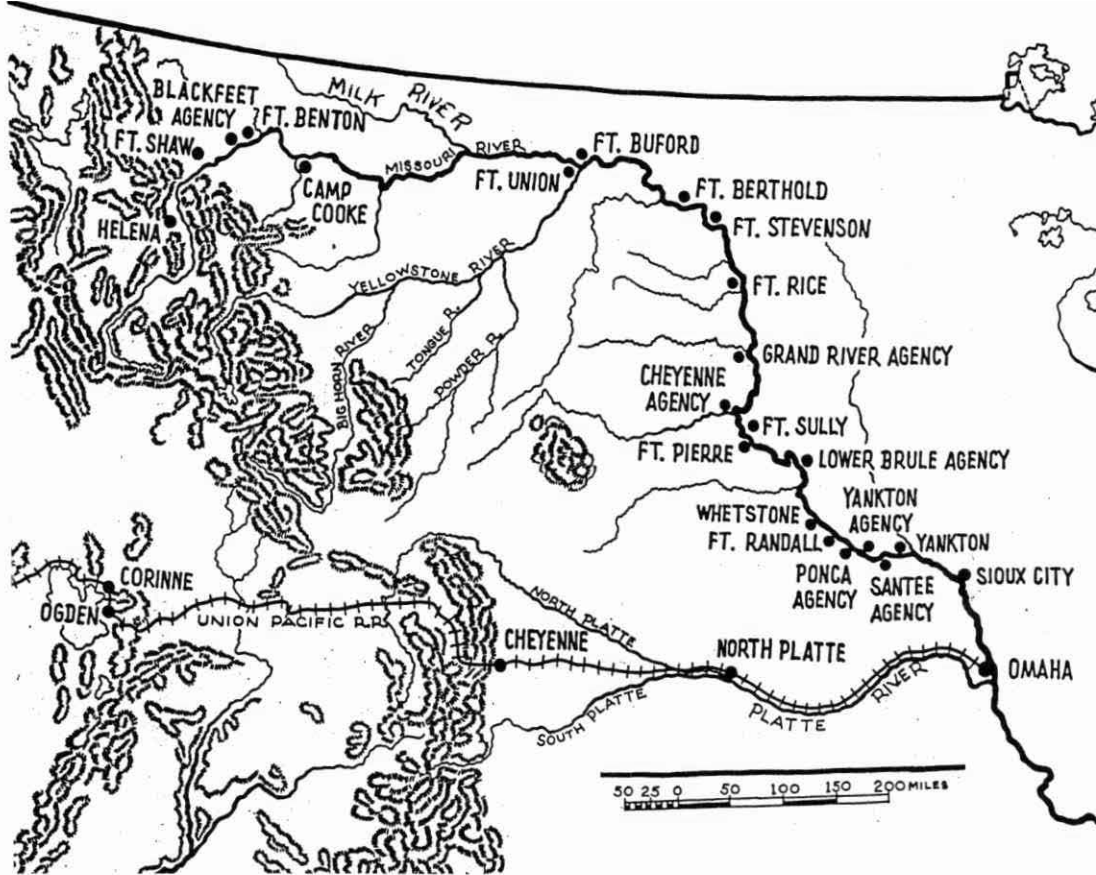 MILK RIVER
BLACKFEET
AGENCY
FT. BENTON
FT. SHAW
MISSOURI RIVER
FT. BUFORD
FT. UNION
CAMP
COOKE
HELENA
FT. BERTHOLD
FT. STEVENSON
YELLOWSTONE RIVER
FT. RICE
BIG HORN RIVER
TONGUE R.
POWDER R.
GRAND RIVER AGENCY
CHEYENNE
AGENCY
FT. SULLY
FT. PIERRE
LOWER BRULE AGENCY
YANKTON
AGENCY
WHETSTONE
FT. RANDALL
YANKTON
PONCA
AGENCY
SANTEE
AGENCY
SIOUX CITY
CORINNE
OGDEN
UNION PACIFIC R.R.
NORTH PLATTE
CHEYENNE
NORTH PLATTE
OMAHA
SOUTH PLATTE
PLATTE RIVER
50 25 0 50 100 150 200 MILES